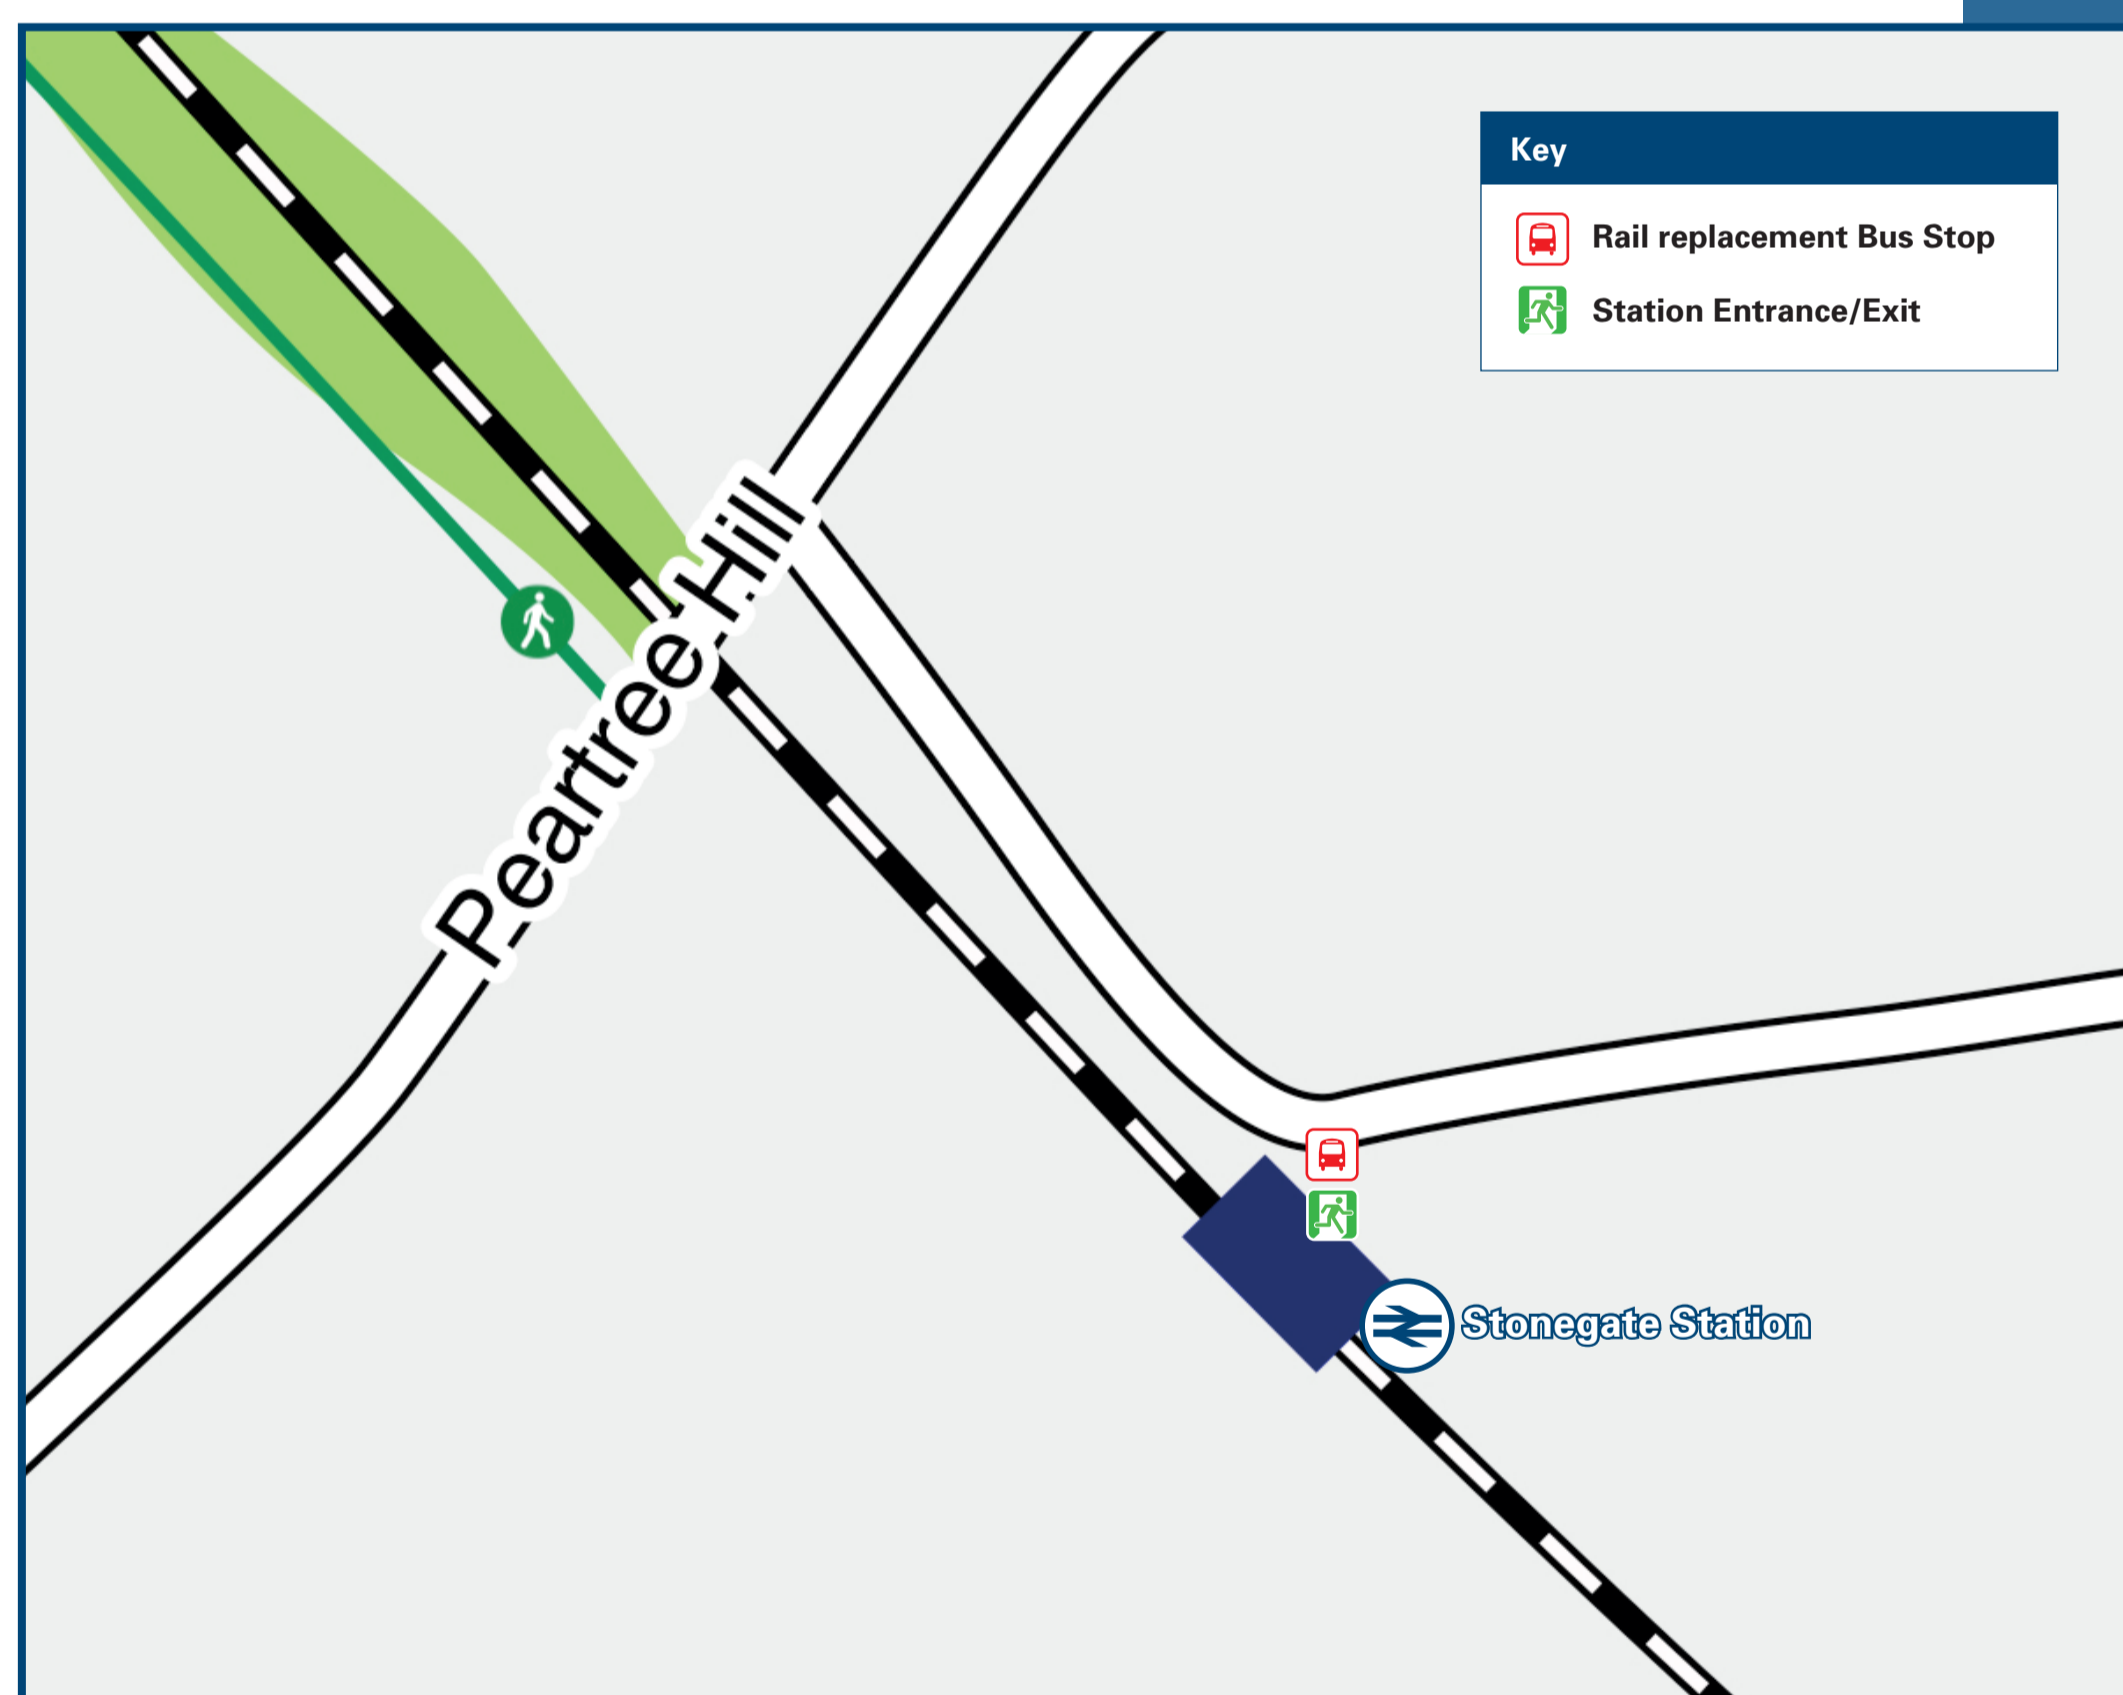 Key
Rail replacement Bus Stop
Station Entrance/Exit
Peartree Hill
Stonegate Station